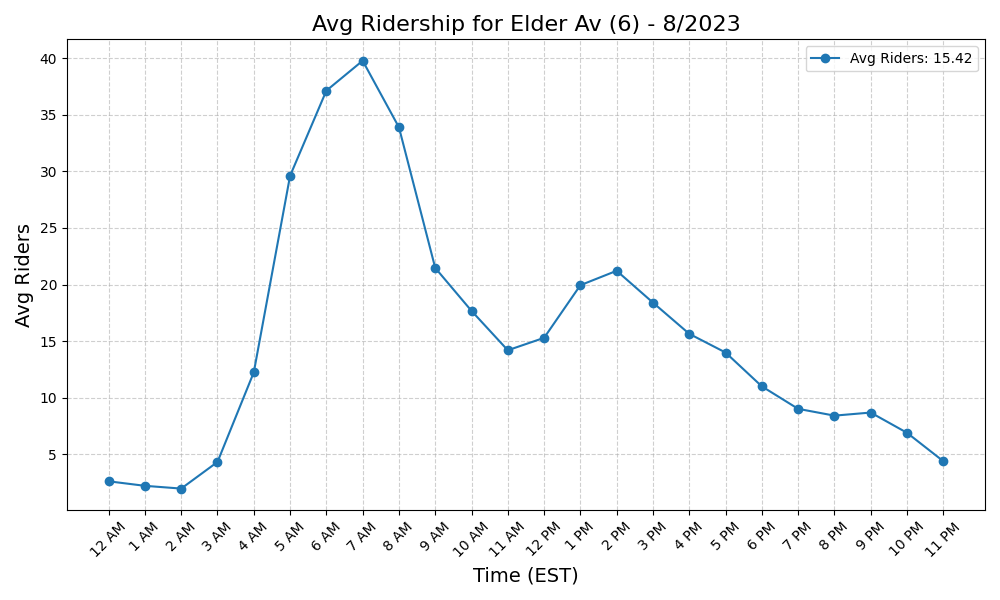 Avg Ridership for Elder Av (6) - 8/2023
Avg Riders: 15.42
Avg Riders
40
35
30
25
20
15
10
5
12 AM
1 AM
2 AM
3 AM
4 AM
5 AM
6 AM
7 AM
8 AM
9 AM
10 AM
11 AM
12 PM
1 PM
2 PM
3 PM
4 PM
5 PM
6 PM
7 PM
8 PM
9 PM
10 PM
11 PM
Time (EST)